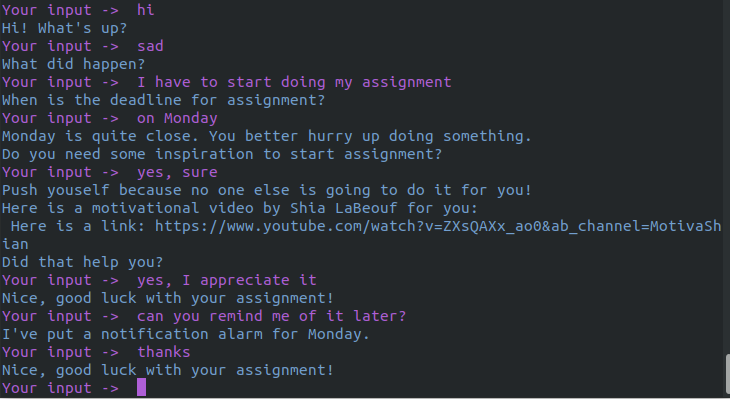 Your input ->  hi
Hi! What's up?
Your input ->  sad
What did happen?
Your input ->  I have to start doing my assignment
When is the deadline for assignment?
Your input ->  on Monday
Monday is quite close. You better hurry up doing something.
Do you need some inspiration to start assignment?
Your input ->  yes, sure
Push youself because no one else is going to do it for you!
Here is a motivational video by Shia LaBeouf for you:
 Here is a link: https://www.youtube.com/watch?v=ZXsQAXx_ao0&ab_channel=MotivaSh
ian
Did that help you?
Your input ->  yes, I appreciate it
Nice, good luck with your assignment!
Your input ->  can you remind me of it later?
I've put a notification alarm for Monday.
Your input ->  thanks
Nice, good luck with your assignment!
Your input ->